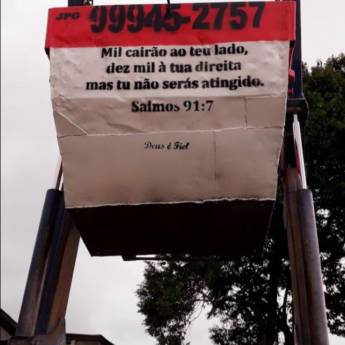 JPG 99945-2757
Mil cairão ao teu lado,
dez mil à tua direita
mas tu não serás atingido.
Salmos 91:7
Deus é Fiel